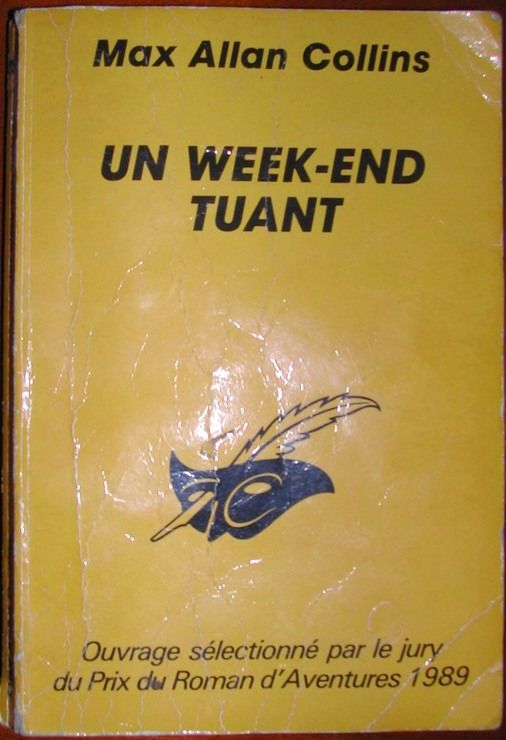 Max Allan Collins
UN WEEK-END
TUANT
Ouvrage sélectionné par le jury
du Prix du Roman d'Aventures 1989